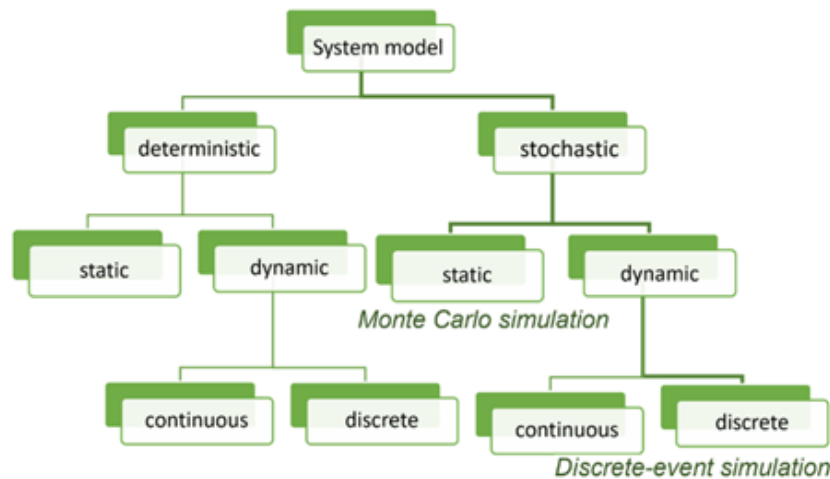 System model
deterministic
stochastic
static
dynamic
static
dynamic
Monte Carlo simulation
continuous
discrete
continuous
discrete
Discrete-event simulation